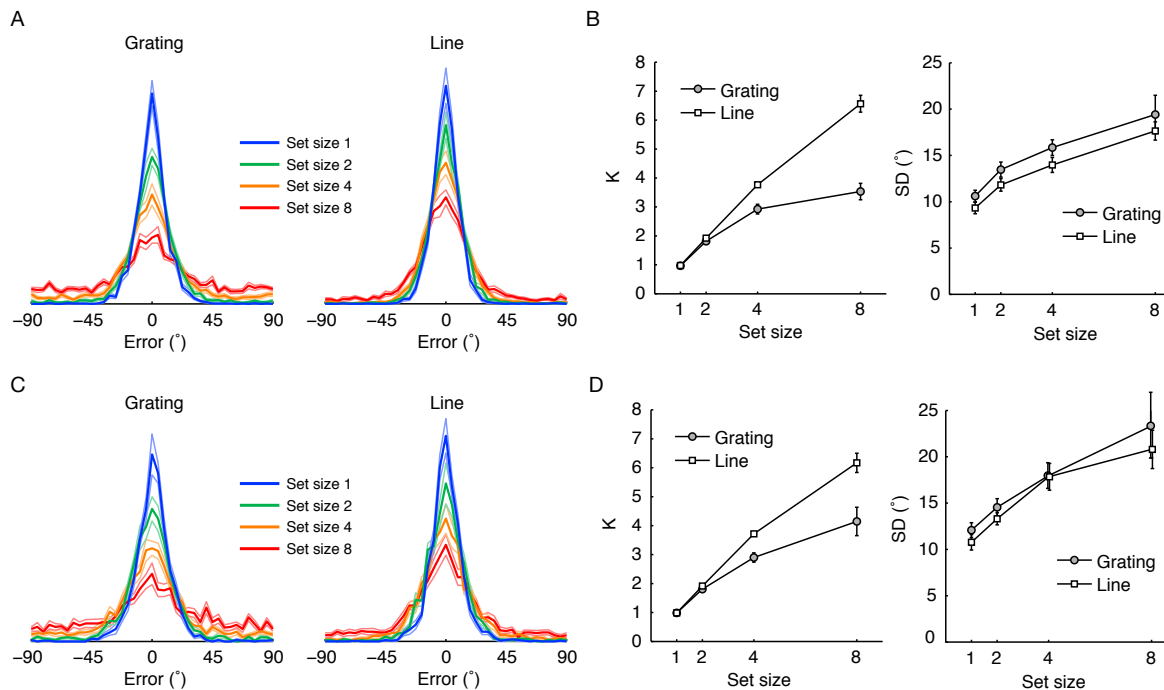 A
Grating
Line
Set size 1
Set size 2
Set size 4
Set size 8
−90
−45
0
45
90
Error (°)
−90
−45
0
45
90
Error (°)
B
8
7
6
5
4
3
2
1
0
K
Grating
Line
1
2
4
8
Set size
25
20
15
10
5
0
SD (°)
Grating
Line
1
2
4
8
Set size
C
Grating
Line
Set size 1
Set size 2
Set size 4
Set size 8
−90
−45
0
45
90
Error (°)
−90
−45
0
45
90
Error (°)
D
8
7
6
5
4
3
2
1
0
K
Grating
Line
1
2
4
8
Set size
25
20
15
10
5
0
SD (°)
Grating
Line
1
2
4
8
Set size